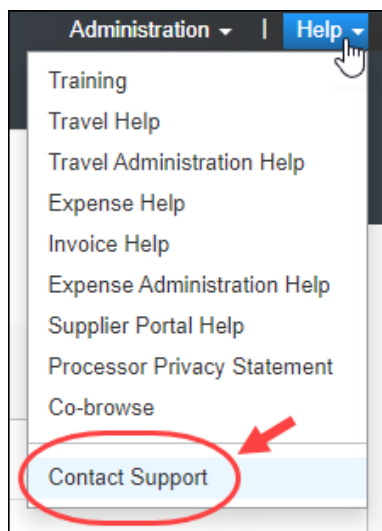 Administration | Help
Training
Travel Help
Travel Administration Help
Expense Help
Invoice Help
Expense Administration Help
Supplier Portal Help
Processor Privacy Statement
Co-browse
Contact Support